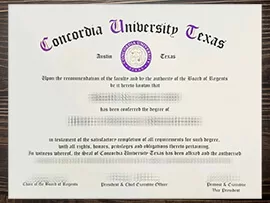 Concordia University Texas
Austin Texas
Upon the recommendation of the faculty and by the authority of the Board of Regents
be it hereby known that
has been conferred the degree of
in testament of the satisfactory completion of all requirements for such degree,
with all rights, honors, privileges and obligations thereto pertaining.
In witness whereof, the Seal of Concordia University Texas has been affixed and authorized
Chair of the Board of Regents
President & Chief Executive Officer
Provost & Executive
Vice President